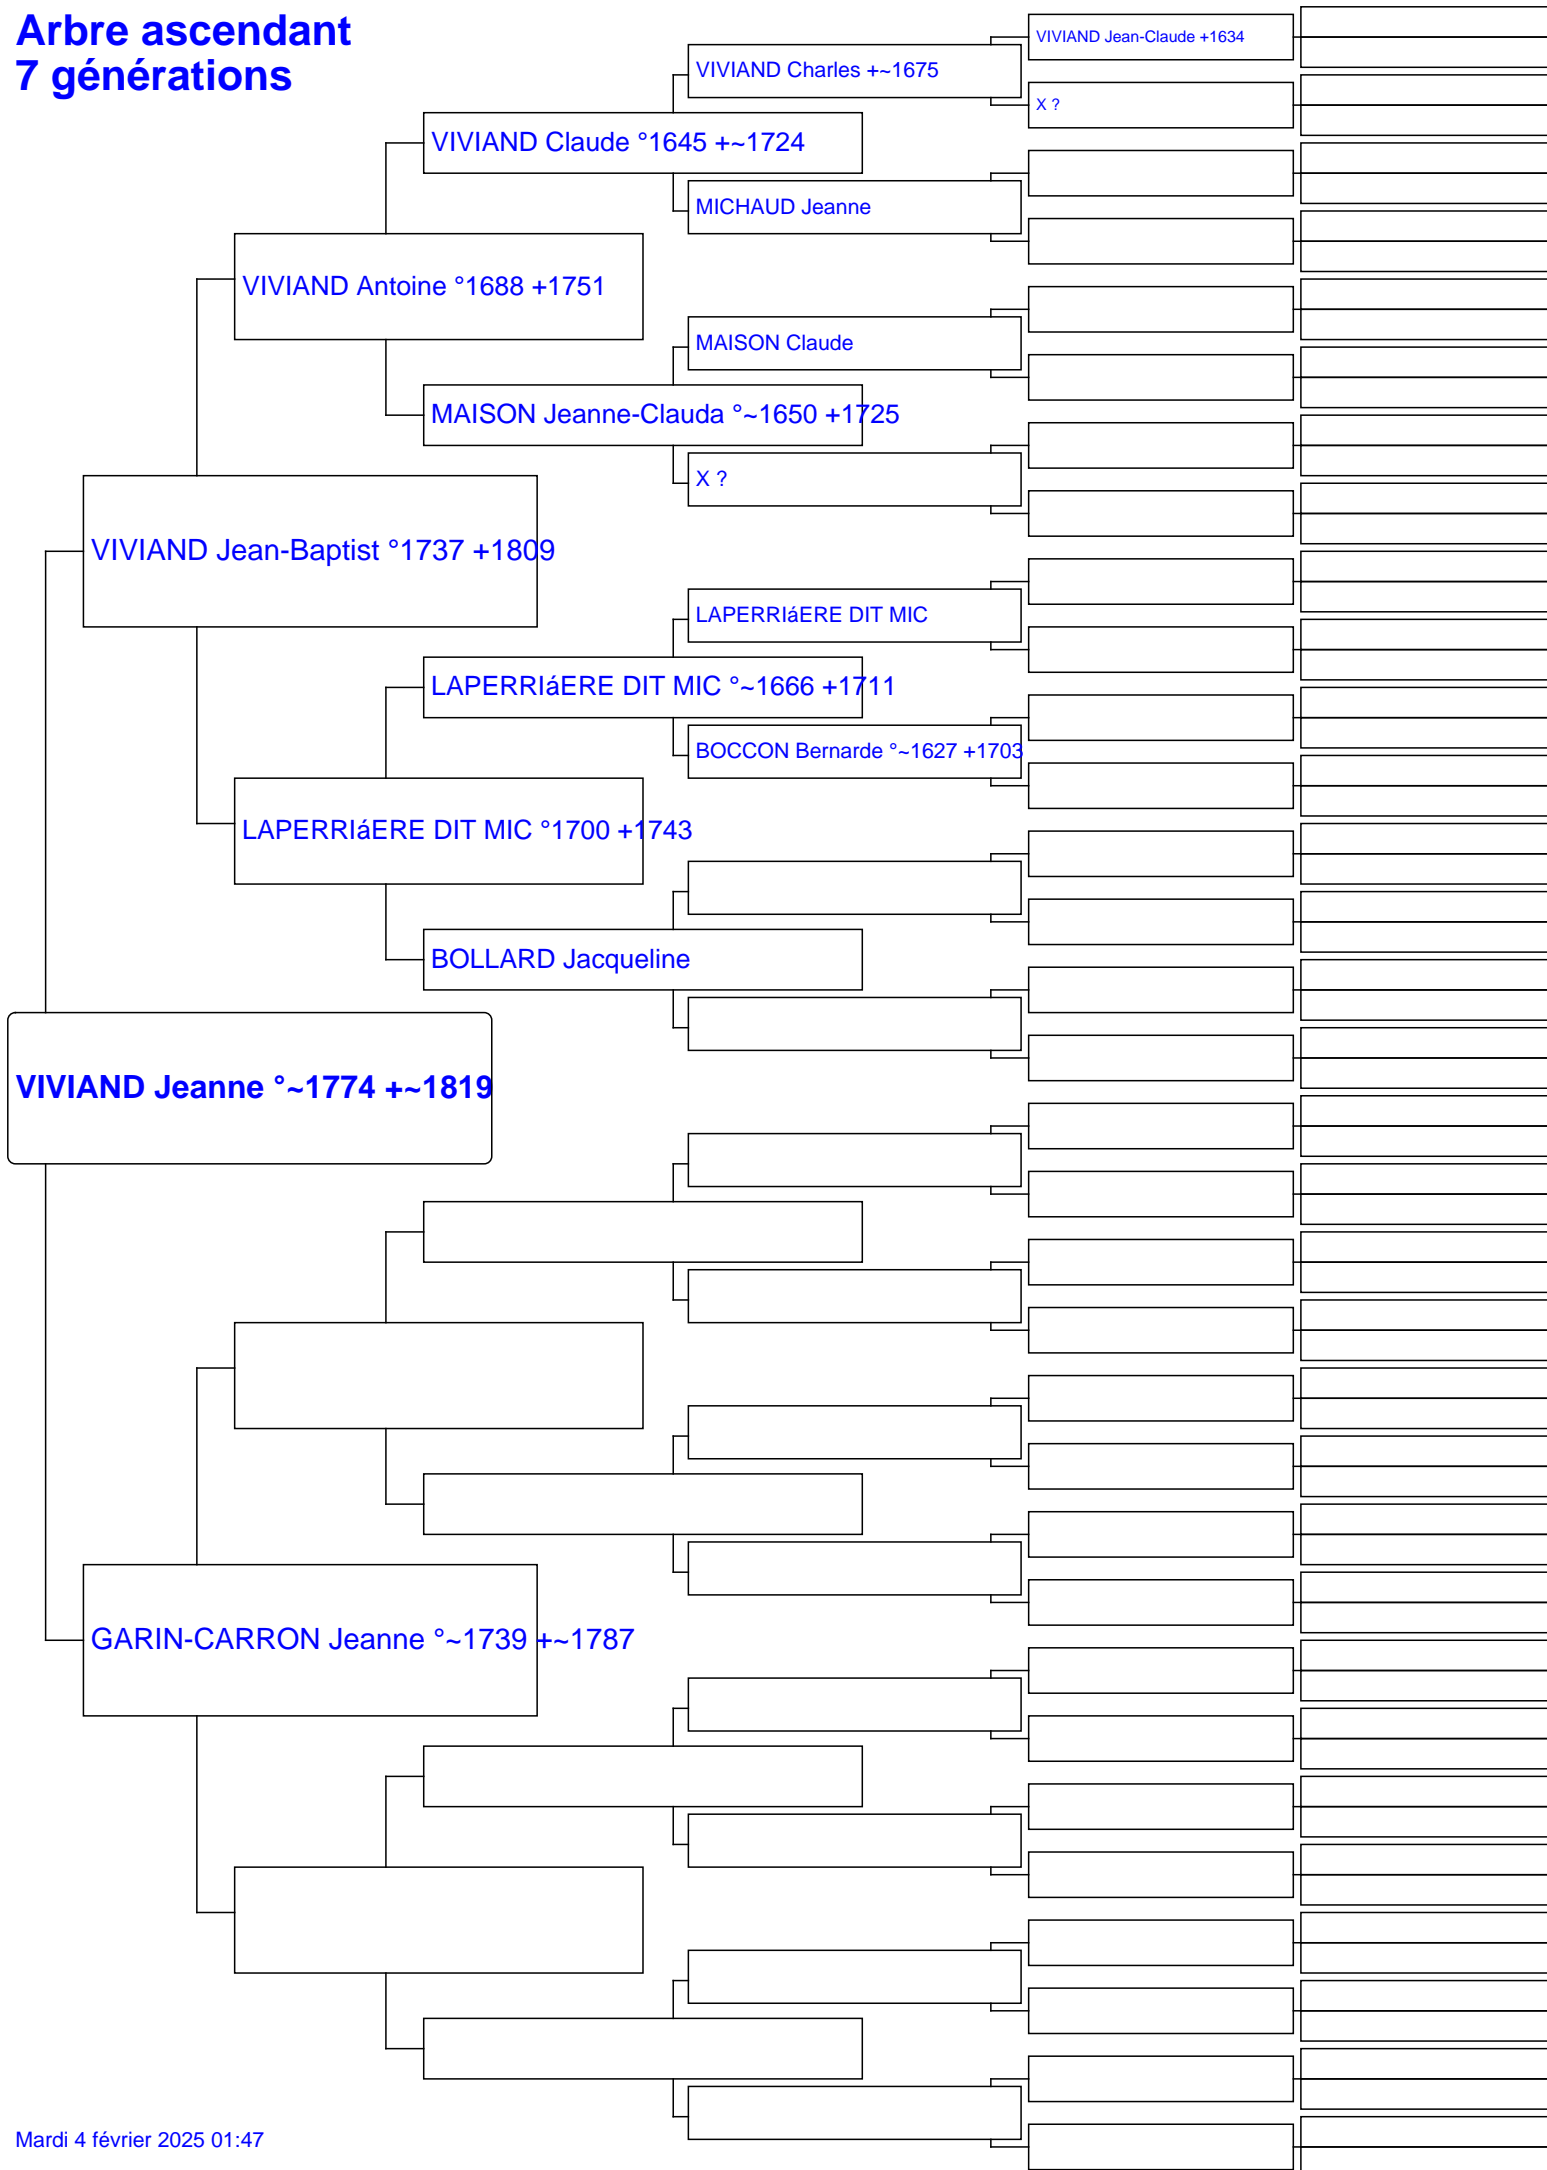 Arbre ascendant
7 générations
VIVIAND Jean-Claude +1634
VIVIAND Charles +~1675
X ?
VIVIAND Claude °1645 +~1724
MICHAUD Jeanne
VIVIAND Antoine °1688 +1751
MAISON Claude
MAISON Jeanne-Clauda °~1650 +1725
X ?
VIVIAND Jean-Baptist °1737 +1809
LAPERRIáERE DIT MIC
LAPERRIáERE DIT MIC °~1666 +1711
BOCCON Bernarde °~1627 +1703
LAPERRIáERE DIT MIC °1700 +1743
BOLLARD Jacqueline
VIVIAND Jeanne °~1774 +~1819
GARIN-CARRON Jeanne °~1739 +~1787
Mardi 4 février 2025 01:47